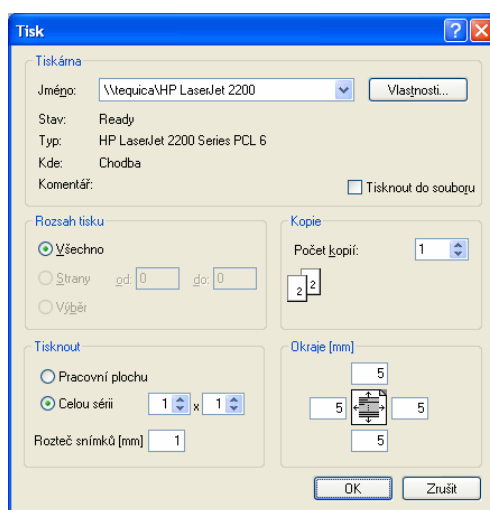 Tisk
Tiskárna
Jméno: \\tequica\HP LaserJet 2200 Vlastnosti...
Stav: Ready
Typ: HP LaserJet 2200 Series PCL 6
Kde: Chodba
Komentář: Tisknout do souboru
Rozsah tisku
Všechno
Strany od: 0 do: 0
Výběr
Kopie
Počet kopií: 1
2 2
Tisknout
Pracovní plochu
Celou sérii 1 x 1
Rozteč snímků [mm] 1
Okraje [mm]
5
5 5
5
OK Zrušit